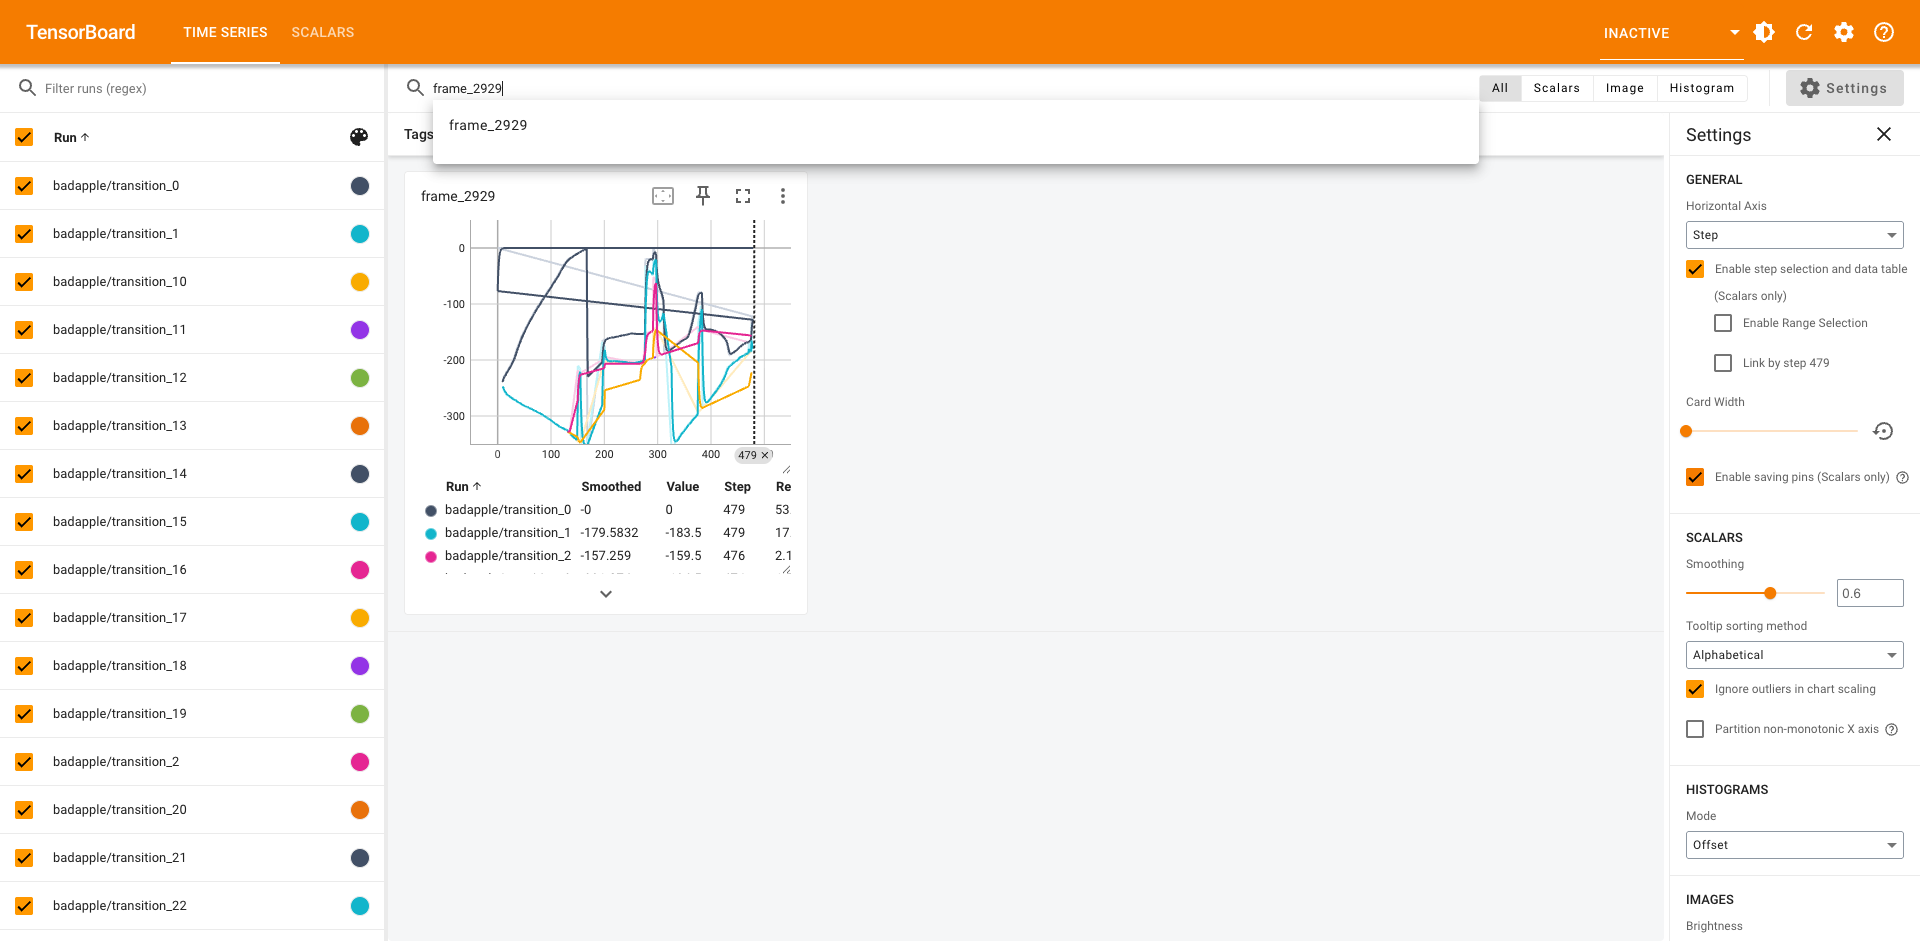 TensorBoard
TIME SERIES
SCALARS
INACTIVE
Filter runs (regex)
frame_2929
All
Scalars
Image
Histogram
Settings
frame_2929
Run
badapple/transition_0
badapple/transition_1
badapple/transition_10
badapple/transition_11
badapple/transition_12
badapple/transition_13
badapple/transition_14
badapple/transition_15
badapple/transition_16
badapple/transition_17
badapple/transition_18
badapple/transition_19
badapple/transition_2
badapple/transition_20
badapple/transition_21
badapple/transition_22
Tags
frame_2929
0
-100
-200
-300
0 100 200 300 400 479
Run Smoothed Value Step Re
badapple/transition_0 -0 0 479 53
badapple/transition_1 -179.5832 -183.5 479 17
badapple/transition_2 -157.259 -159.5 476 2.1
Settings
GENERAL
Horizontal Axis
Step
Enable step selection and data table
(Scalars only)
Enable Range Selection
Link by step 479
Card Width
Enable saving pins (Scalars only)
SCALARS
Smoothing
0.6
Tooltip sorting method
Alphabetical
Ignore outliers in chart scaling
Partition non-monotonic X axis
HISTOGRAMS
Mode
Offset
IMAGES
Brightness